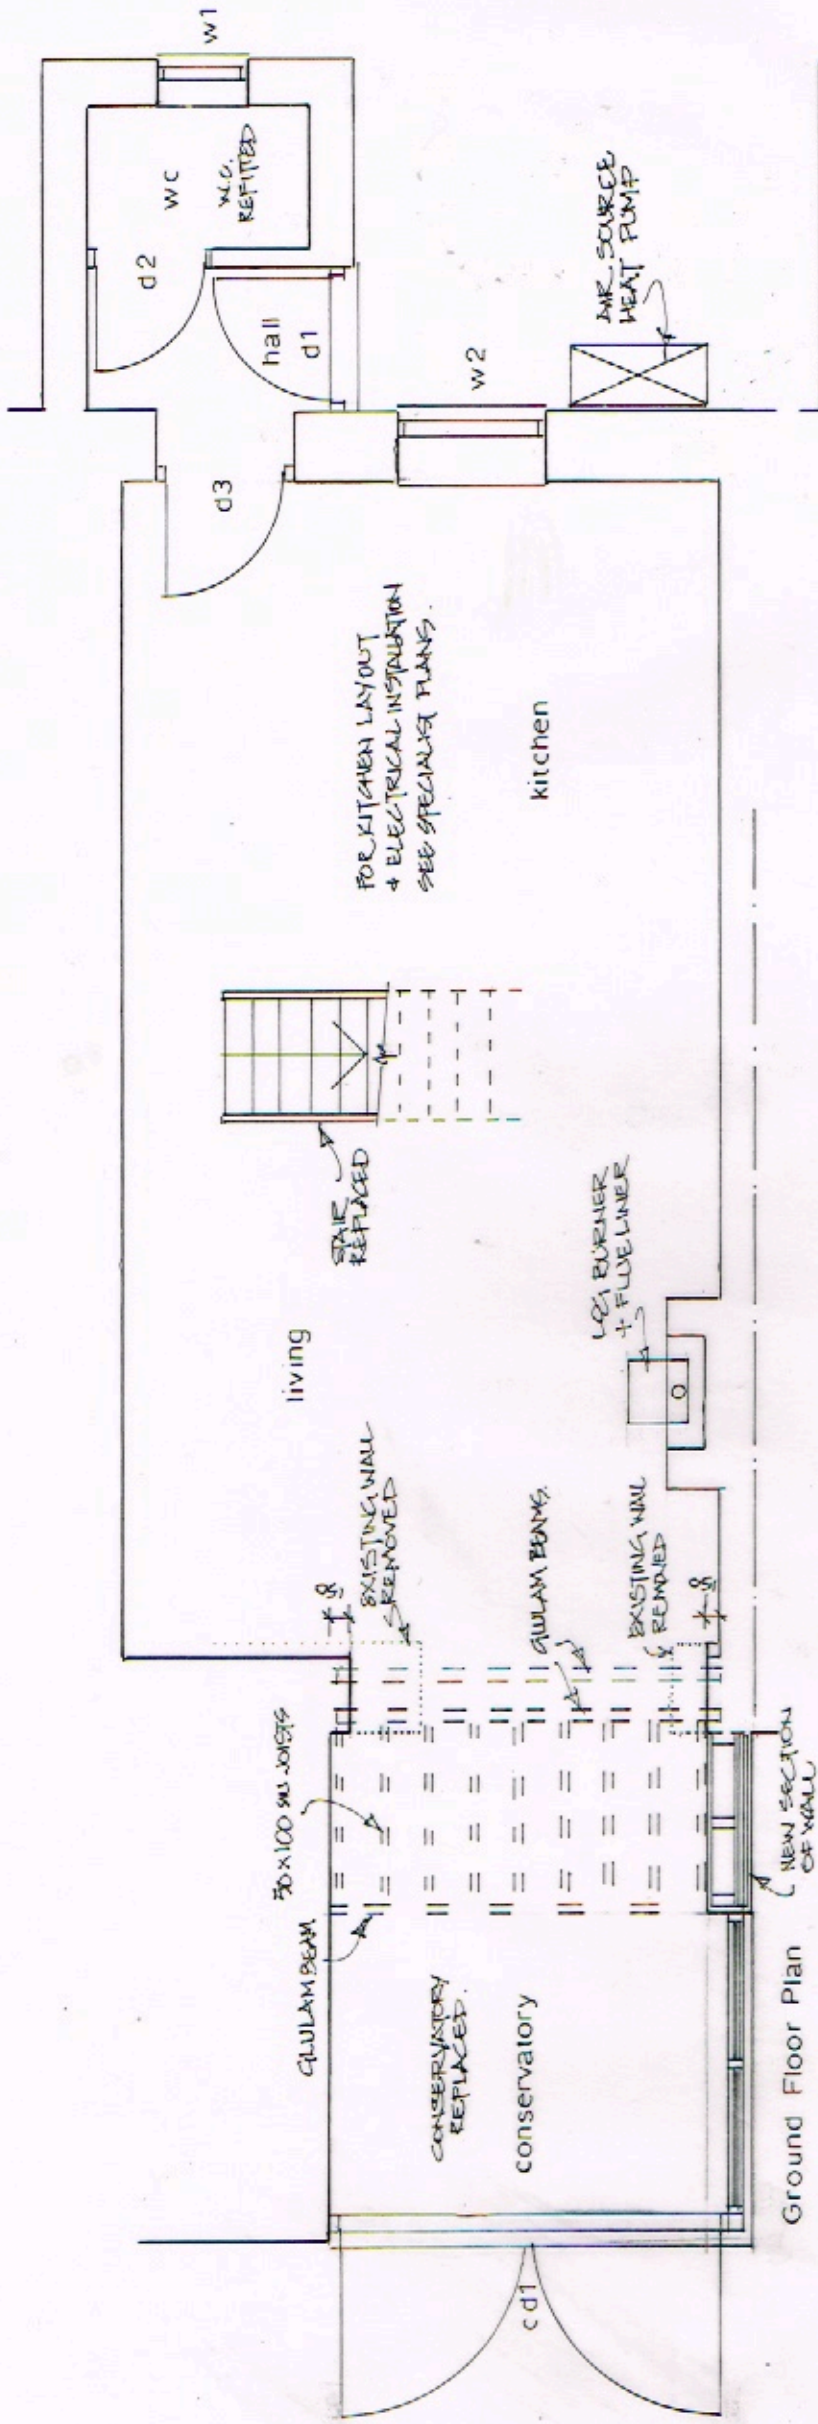 GLULAM BEAM
50 x 100 SW JOISTS
EXISTING WALL
REMOVED
STAIR
REPLACED
living
FOR KITCHEN LAYOUT
+ ELECTRICAL INSTALLATION
SEE SPECIALIST PLANS.
kitchen
d3
hall
d1
d2
wc
W.C.
REFITTED
w1
w2
AIR SOURCE
HEAT PUMP
LOG BURNER
+ FLUE LINER
GLULAM BEAMS.
EXISTING WALL
REMOVED
CONSERVATORY
REPLACED.
conservatory
cd1
NEW SECTION
OF WALL
Ground Floor Plan